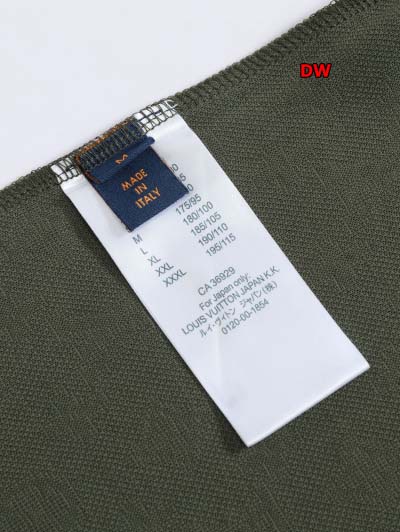 DW
M
MADE
IN
ITALY
175/95
M 180/100
L 185/105
XL 190/110
XXL 195/115
XXXL
CA 36929
For Japan only:
LOUIS VUITTON JAPAN K.K.
ルイ・ヴィトン ジャパン(株)
0120-00-1854